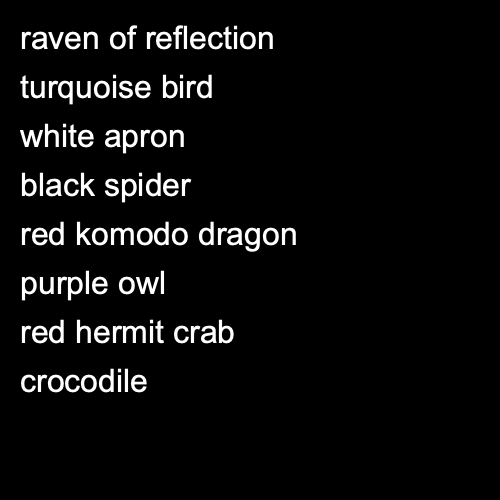 raven of reflection
turquoise bird
white apron
black spider
red komodo dragon
purple owl
red hermit crab
crocodile